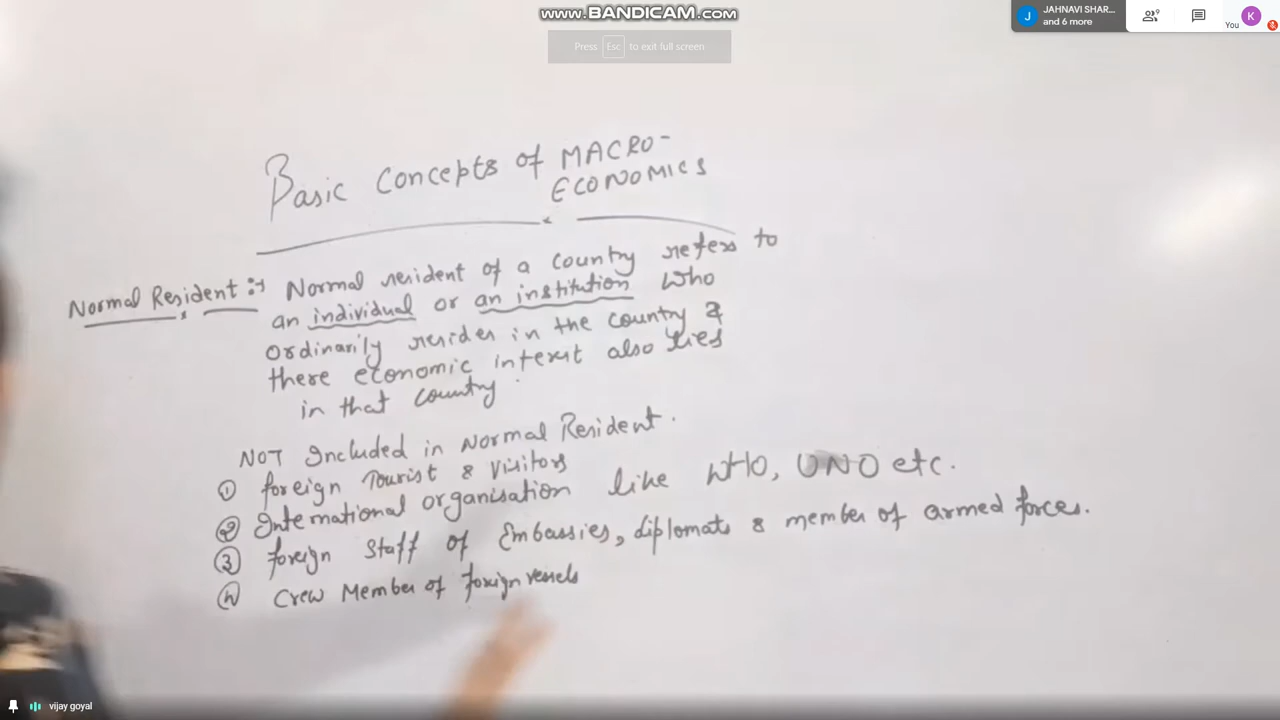 www.BANDICAM.com
JAHNAVI SHAR...
and 6 more
9
You
K
J
Press Esc to exit full screen
Basic Concepts of MACRO-
ECONOMICS
Normal Resident :-> Normal resident of a country refers to
an individual or an institution who
ordinarily resides in the country &
there economic interest also lies
in that country.
NOT Included in Normal Resident.
① foreign Tourist & Visitors
② International organisation like WHO, UNO etc.
③ foreign Staff of Embassies, diplomats & member of armed forces.
④ Crew Member of foreign vessels
vijay goyal